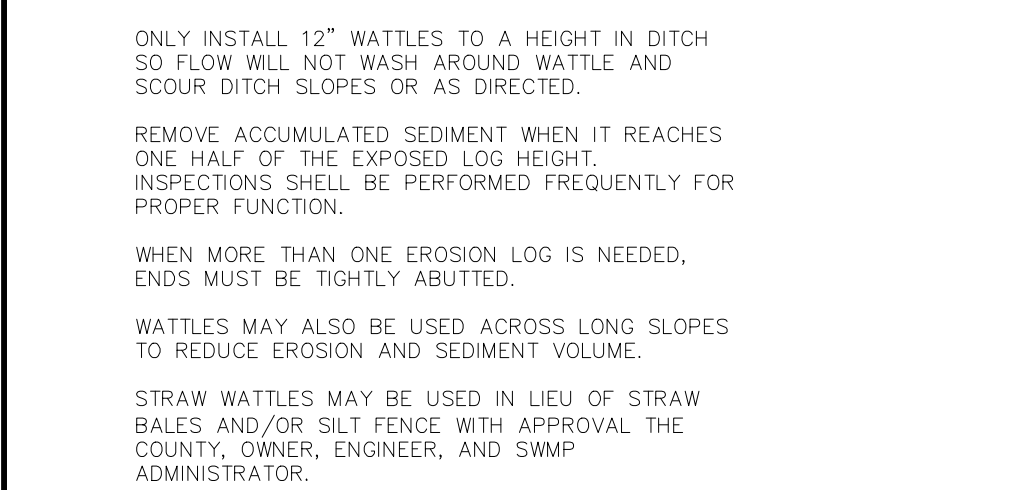 ONLY INSTALL 12" WATTLES TO A HEIGHT IN DITCH
SO FLOW WILL NOT WASH AROUND WATTLE AND
SCOUR DITCH SLOPES OR AS DIRECTED.
REMOVE ACCUMULATED SEDIMENT WHEN IT REACHES
ONE HALF OF THE EXPOSED LOG HEIGHT.
INSPECTIONS SHELL BE PERFORMED FREQUENTLY FOR
PROPER FUNCTION.
WHEN MORE THAN ONE EROSION LOG IS NEEDED,
ENDS MUST BE TIGHTLY ABUTTED.
WATTLES MAY ALSO BE USED ACROSS LONG SLOPES
TO REDUCE EROSION AND SEDIMENT VOLUME.
STRAW WATTLES MAY BE USED IN LIEU OF STRAW
BALES AND/OR SILT FENCE WITH APPROVAL THE
COUNTY, OWNER, ENGINEER, AND SWMP
ADMINISTRATOR.